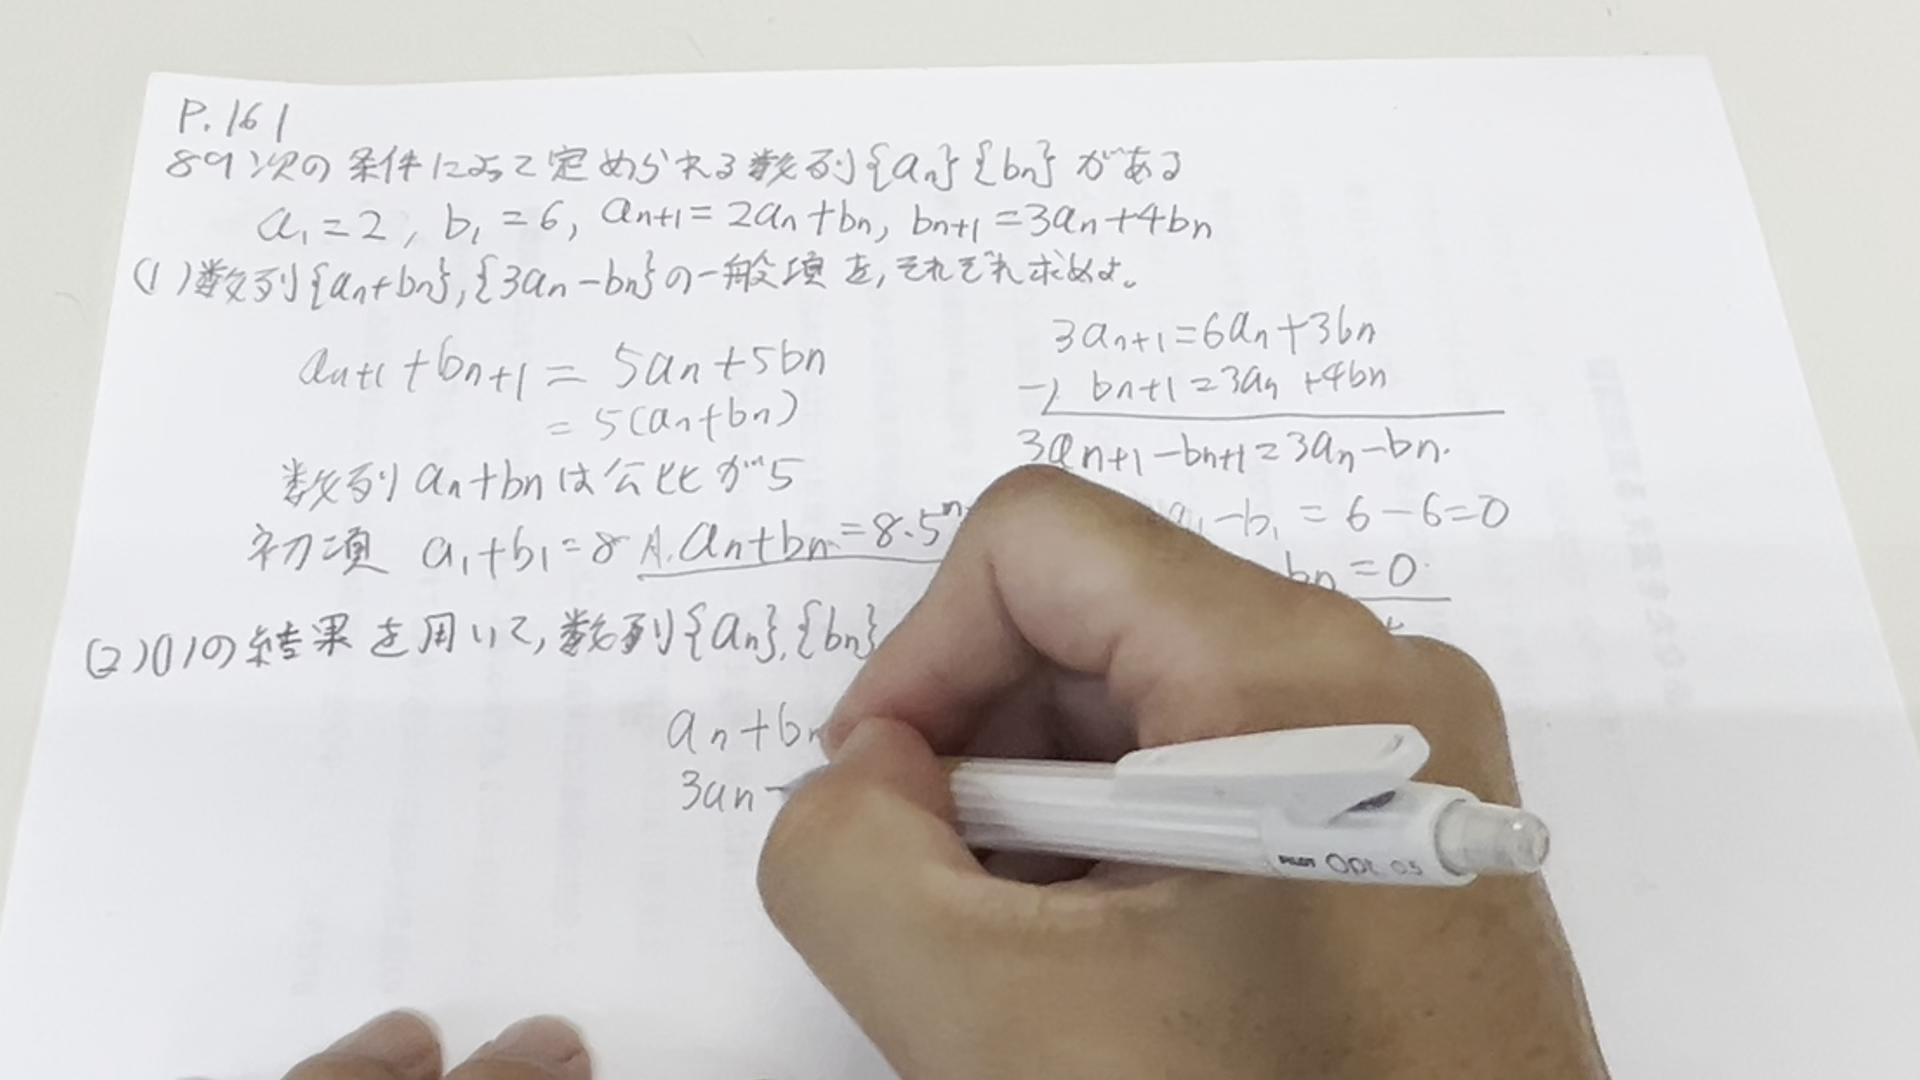 P.161
89 次の条件によって定められる数列{an}{bn}がある
a1=2, b1=6, an+1=2an+bn, bn+1=3an+4bn
(1)数列{an+bn},{3an-bn}の一般項を,それぞれ求めよ。
an+1+bn+1=5an+5bn
=5(an+bn)
数列an+bnは公比が5
初項 a1+b1=8 A. an+bn=8・5n
3an+1=6an+3bn
-) bn+1=3an+4bn
3an+1-bn+1=3an-bn.
a1-b1=6-6=0
bn=0
(2)(1)の結果を用いて,数列{an},{bn}
an+bn
3an-
PILOT Opt. 0.5